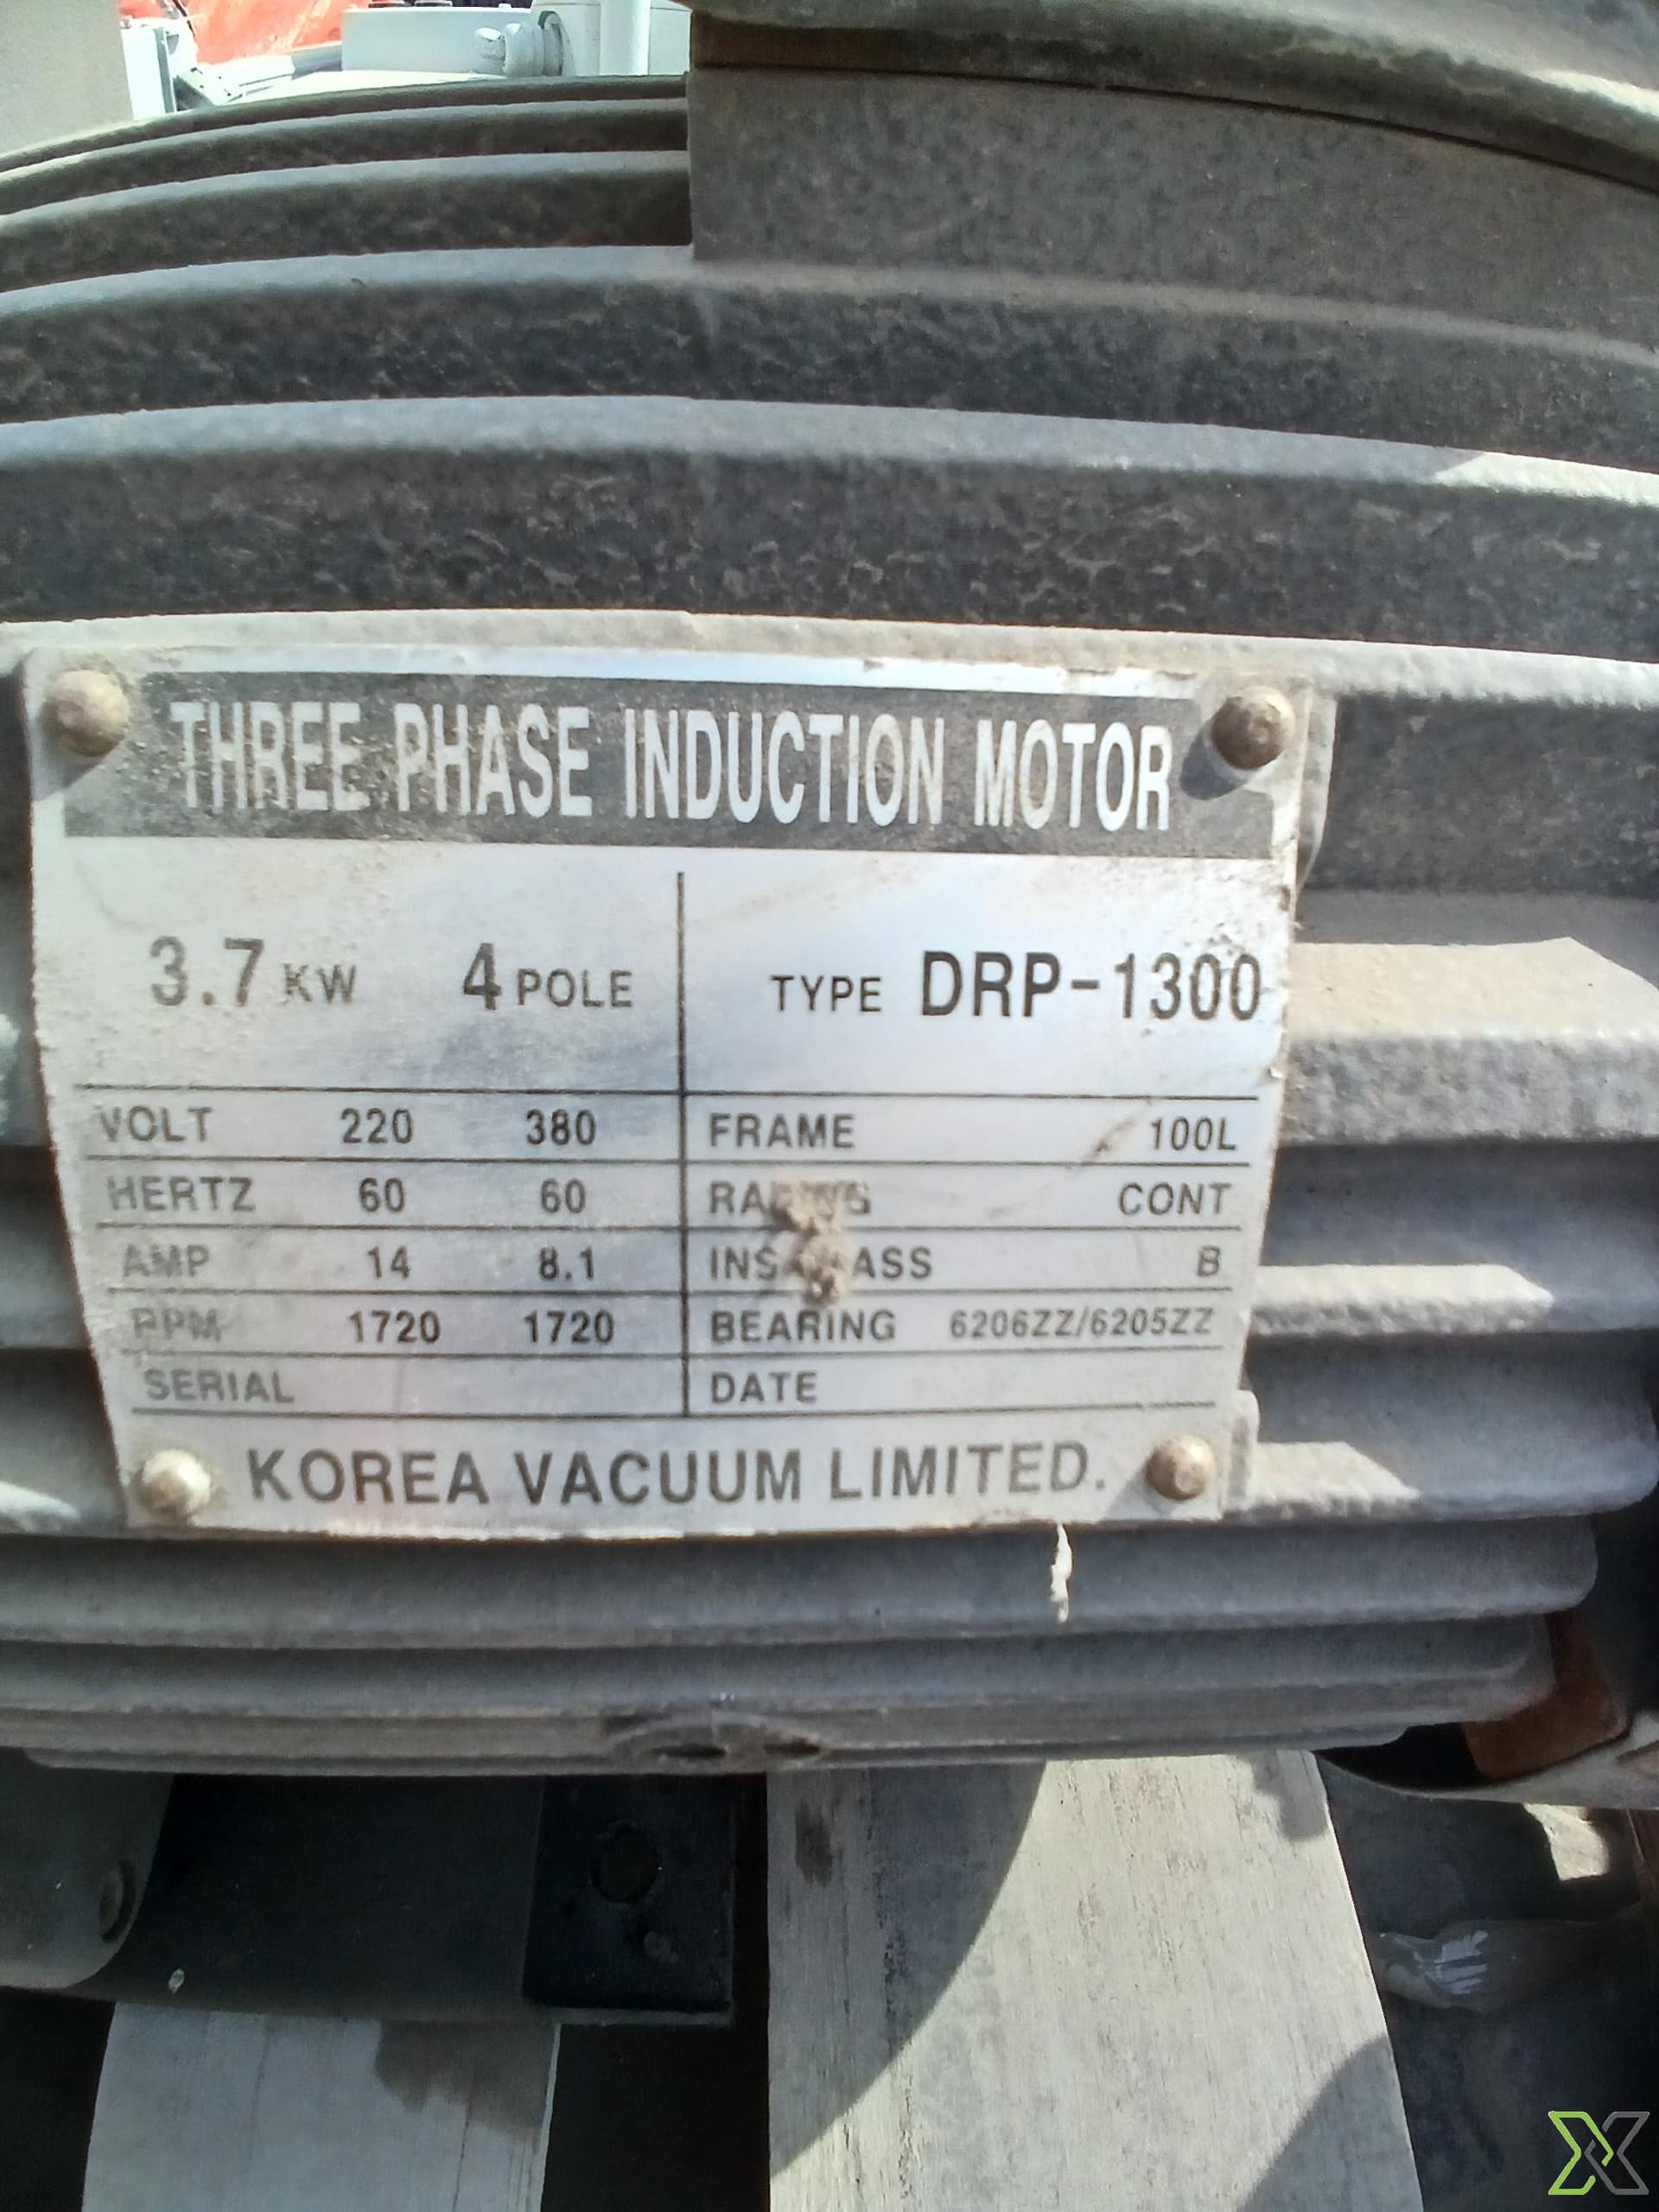 THREE PHASE INDUCTION MOTOR
3.7 KW 4 POLE TYPE DRP-1300
VOLT 220 380 FRAME 100L
HERTZ 60 60 CONT
AMP 14 8.1 B
RPM 1720 1720 BEARING 6206ZZ/6205ZZ
SERIAL DATE
KOREA VACUUM LIMITED.